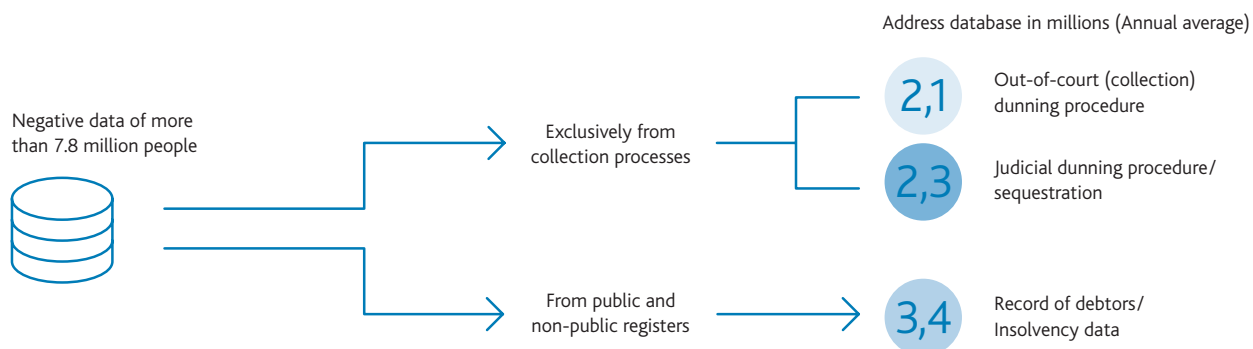 Address database in millions (Annual average)
Negative data of more
than 7.8 million people
Exclusively from
collection processes
2,1
Out-of-court (collection)
dunning procedure
2,3
Judicial dunning procedure/
sequestration
From public and
non-public registers
3,4
Record of debtors/
Insolvency data